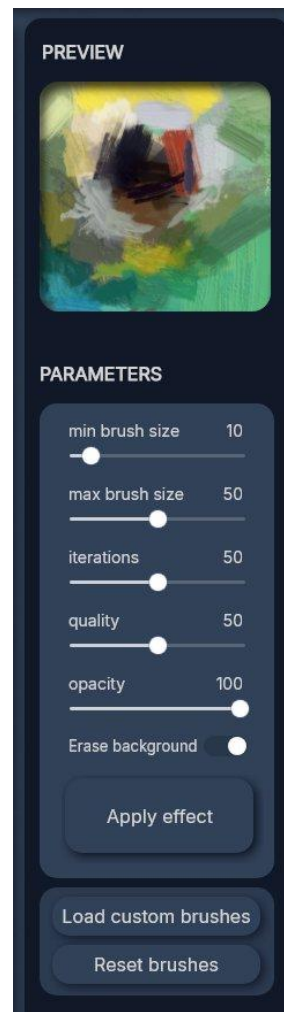 PREVIEW
PARAMETERS
min brush size 10
max brush size 50
iterations 50
quality 50
opacity 100
Erase background
Apply effect
Load custom brushes
Reset brushes